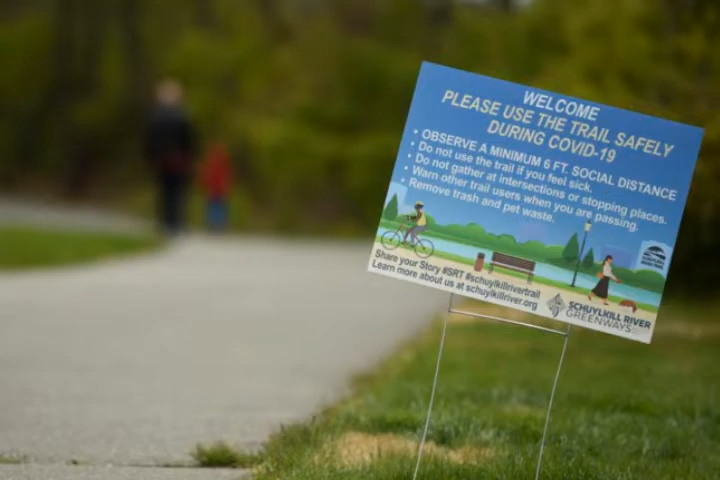 WELCOME
PLEASE USE THE TRAIL SAFELY
DURING COVID-19
• OBSERVE A MINIMUM 6 FT. SOCIAL DISTANCE
• Do not use the trail if you feel sick.
• Do not gather at intersections or stopping places.
• Warn other trail users when you are passing.
• Remove trash and pet waste.
Share your Story #SRT #schuylkillrivertrail
Learn more about us at schuylkillriver.org
SCHUYLKILL RIVER
GREENWAYS